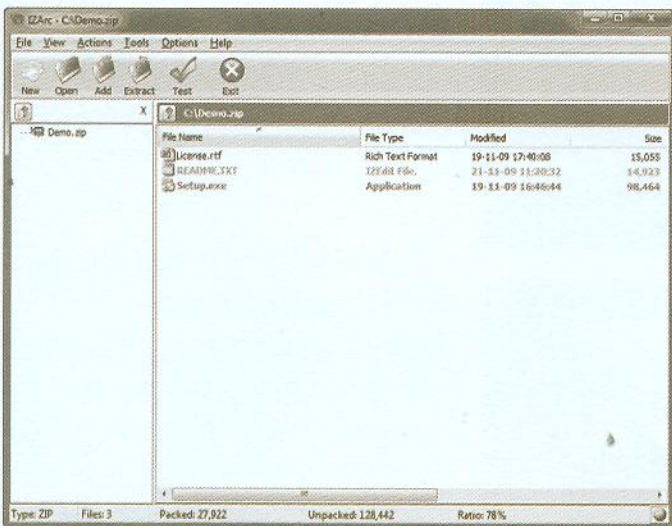 IZArc - C:\Demo.zip
File View Actions Tools Options Help
New Open Add Extract Test Exit
? X ? C:\Demo.zip
Demo.zip
File Name File Type Modified Size
License.rtf Rich Text Format 19-11-09 17:40:08 15,055
README.TXT IZEdit File. 21-11-09 11:20:32 14,923
Setup.exe Application 19-11-09 16:46:44 98,464
Type: ZIP Files: 3 Packed: 27,922 Unpacked: 128,442 Ratio: 78%